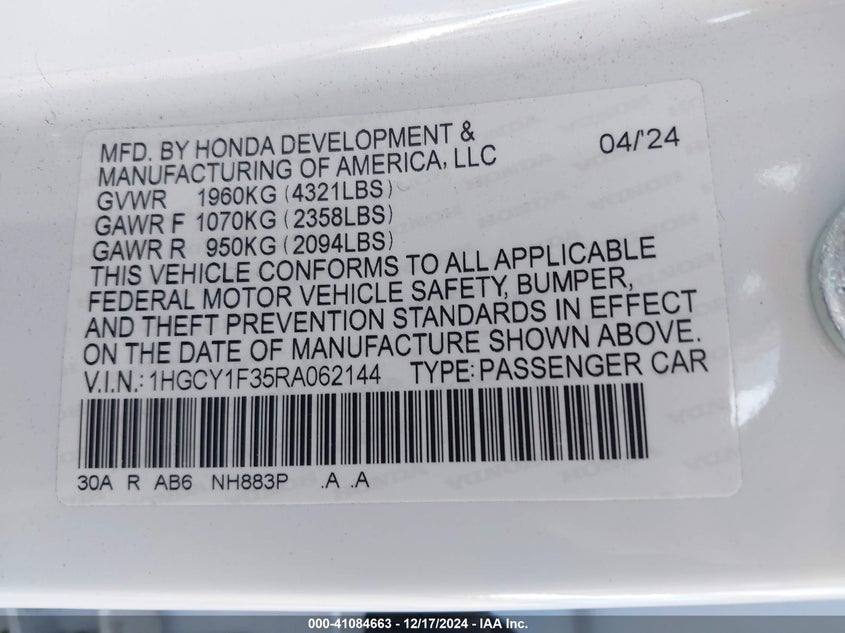 MFD. BY HONDA DEVELOPMENT &
MANUFACTURING OF AMERICA, LLC 04/'24
GVWR 1960KG (4321LBS)
GAWR F 1070KG (2358LBS)
GAWR R 950KG (2094LBS)
THIS VEHICLE CONFORMS TO ALL APPLICABLE
FEDERAL MOTOR VEHICLE SAFETY, BUMPER,
AND THEFT PREVENTION STANDARDS IN EFFECT
ON THE DATE OF MANUFACTURE SHOWN ABOVE.
V.I.N.: 1HGCY1F35RA062144 TYPE: PASSENGER CAR
30A R AB6 NH883P .A .A
000-41084663 - 12/17/2024 - IAA Inc.